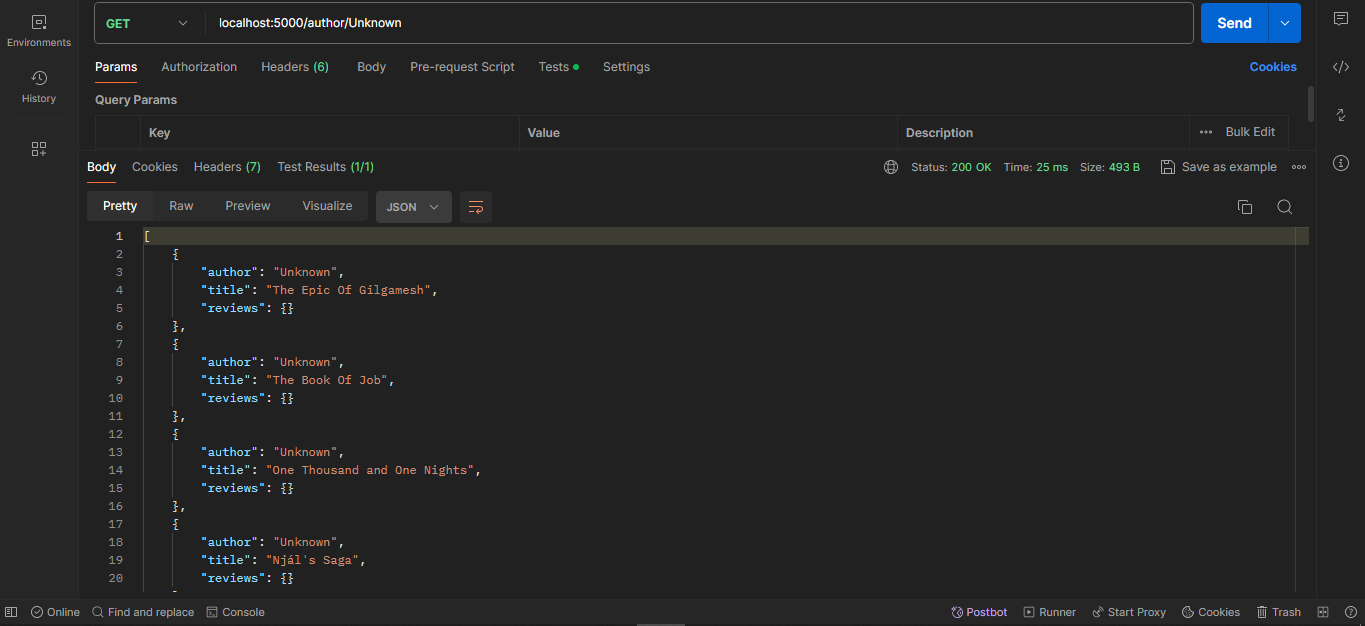 GET localhost:5000/author/Unknown Send
Environments
Params Authorization Headers (6) Body Pre-request Script Tests Settings Cookies
History
Query Params
Key Value Description Bulk Edit
Body Cookies Headers (7) Test Results (1/1) Status: 200 OK Time: 25 ms Size: 493 B Save as example
Pretty Raw Preview Visualize JSON
1 [
2 {
3 "author": "Unknown",
4 "title": "The Epic Of Gilgamesh",
5 "reviews": {}
6 },
7 {
8 "author": "Unknown",
9 "title": "The Book Of Job",
10 "reviews": {}
11 },
12 {
13 "author": "Unknown",
14 "title": "One Thousand and One Nights",
15 "reviews": {}
16 },
17 {
18 "author": "Unknown",
19 "title": "Njál's Saga",
20 "reviews": {}
Online Find and replace Console Postbot Runner Start Proxy Cookies Trash